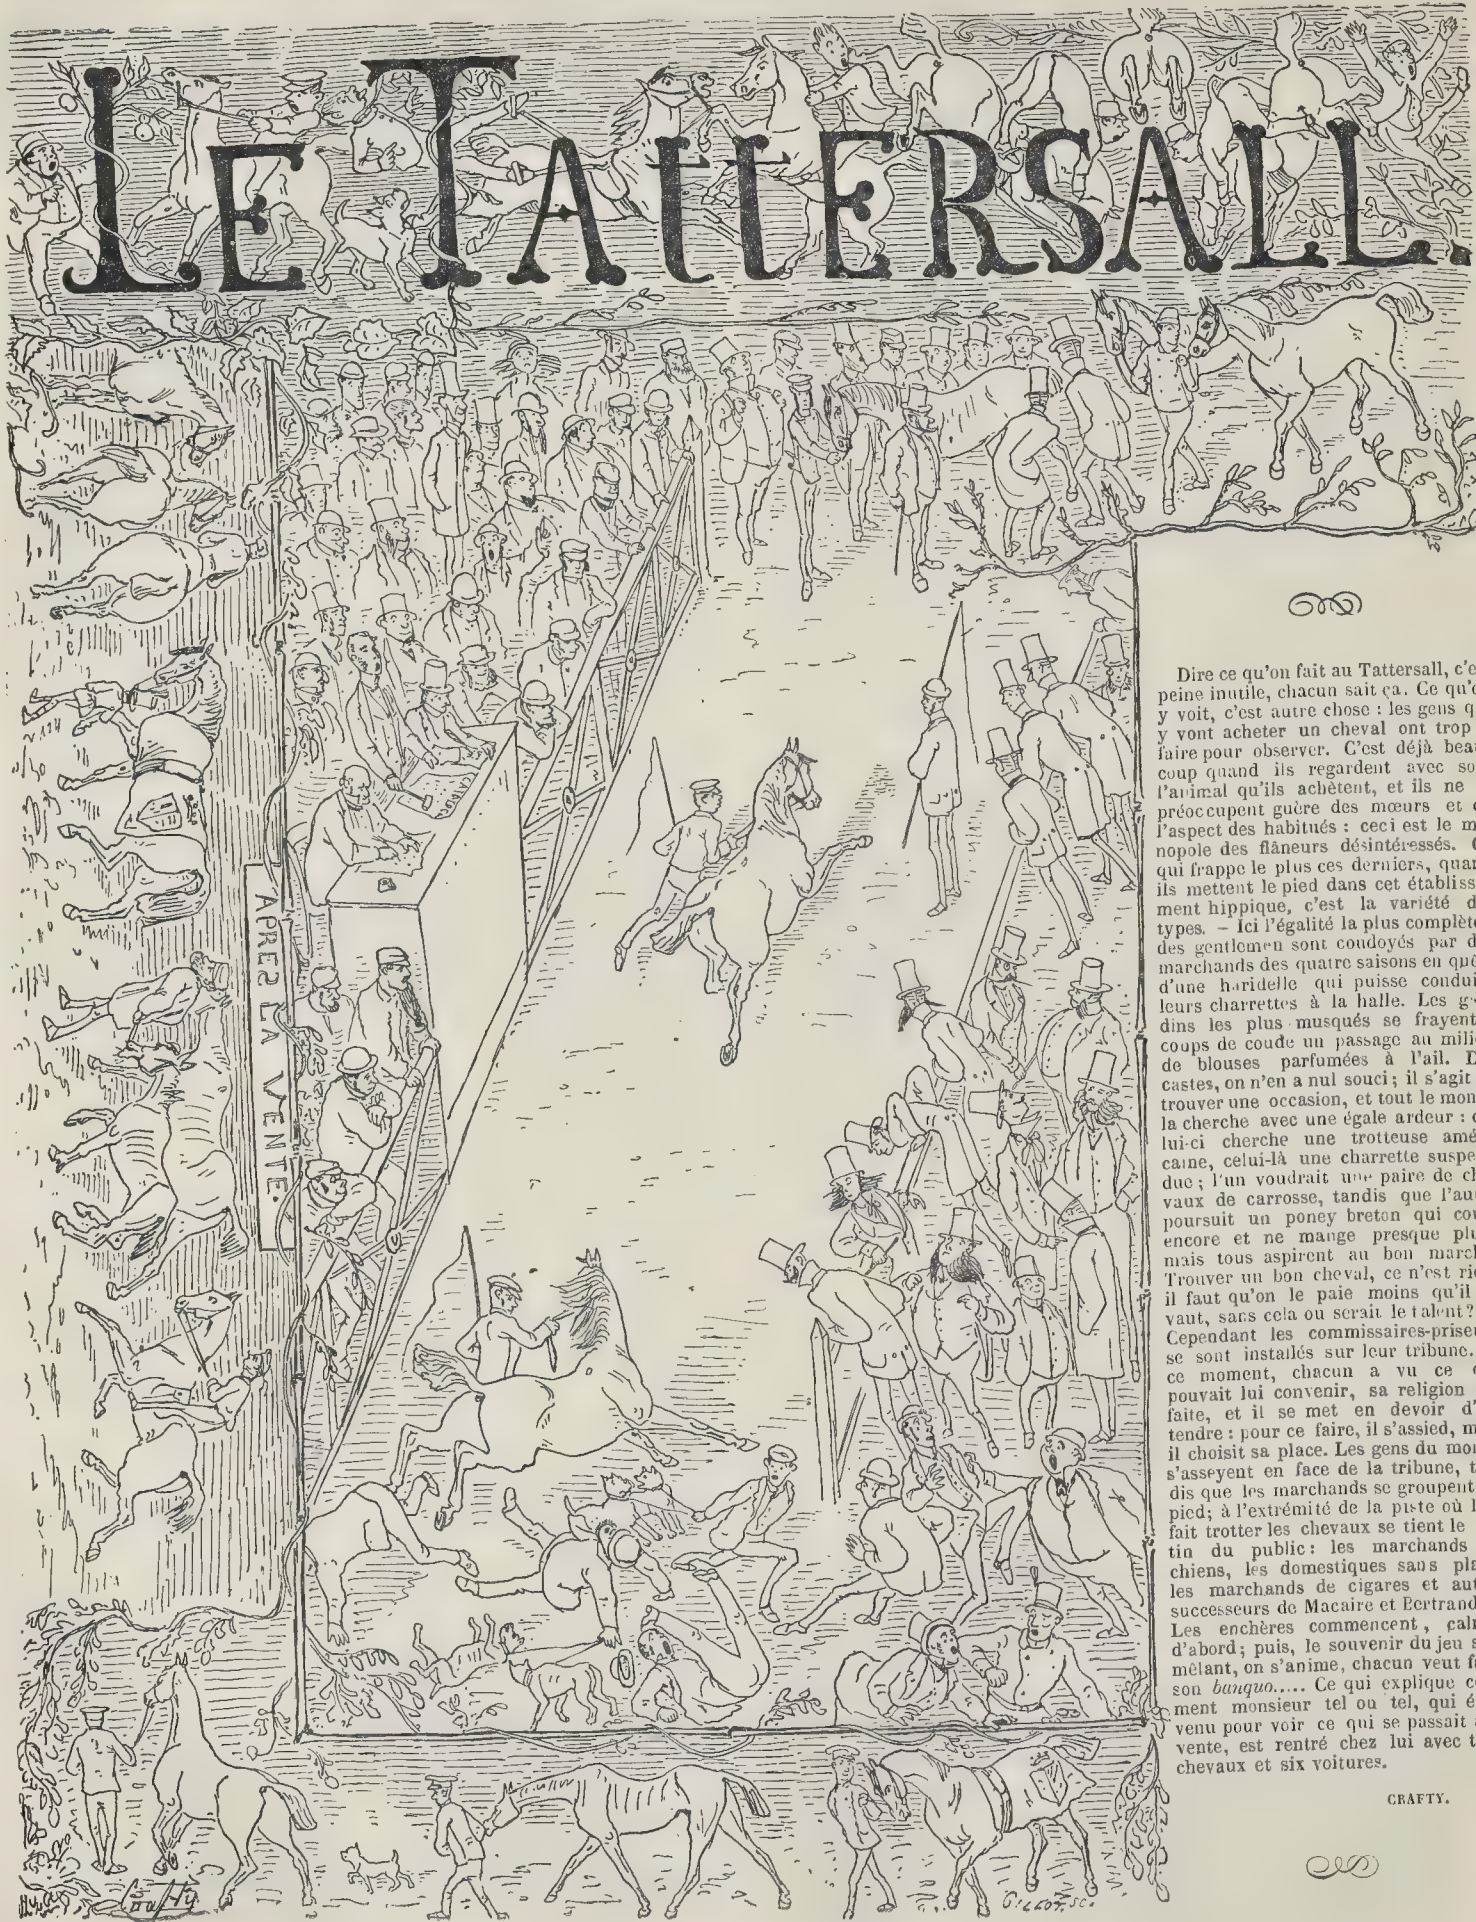 LE TATTERSALL.
Dire ce qu'on fait au Tattersall, c'e
peine inutile, chacun sait ça. Ce qu'
y voit, c'est autre chose : les gens q
y vont acheter un cheval ont trop
faire pour observer. C'est déjà beau
coup quand ils regardent avec so
l'animal qu'ils achètent, et ils ne
préoccupent guère des mœurs et
l'aspect des habitués : ceci est le m
nopole des flâneurs désintéressés.
qui frappe le plus ces derniers, quan
ils mettent le pied dans cet établiss
ment hippique, c'est la variété d
types. — Ici l'égalité la plus complète
des gentlemen sont coudoyés par d
marchands des quatre saisons en quê
d'une haridelle qui puisse condui
leurs charrettes à la halle. Les g
dins les plus musqués se frayent
coups de coude un passage au mili
de blouses parfumées à l'ail. D
castes, on n'en a nul souci ; il s'agit
trouver une occasion, et tout le mon
la cherche avec une égale ardeur : c
lui-ci cherche une trotteuse amé
caine, celui-là une charrette suspe
due ; l'un voudrait une paire de ch
vaux de carrosse, tandis que l'au
poursuit un poney breton qui cou
encore et ne mange presque plu
mais tous aspirent au bon march
Trouver un bon cheval, ce n'est rie
il faut qu'on le paie moins qu'il
vaut, sans cela ou serait le talent ?
Cependant les commissaires-priseu
se sont installés sur leur tribune.
ce moment, chacun a vu ce
pouvait lui convenir, sa religion
faite, et il se met en devoir d'
tendre : pour ce faire, il s'assied, m
il choisit sa place. Les gens du mon
s'asseyent en face de la tribune, t
dis que les marchands se groupent
pied ; à l'extrémité de la piste où l
fait trotter les chevaux se tient le
tin du public : les marchands
chiens, les domestiques sans pla
les marchands de cigares et aut
successeurs de Macaire et Bertrand
Les enchères commencent, cal
d'abord ; puis, le souvenir du jeu s
mêlant, on s'anime, chacun veut f
son banquo..... Ce qui explique c
ment monsieur tel ou tel, qui é
venu pour voir ce qui se passait
vente, est rentré chez lui avec t
chevaux et six voitures.
CRAFTY.
APRES LA VENTE.
CATALO
Crafty
GILLOT SC.